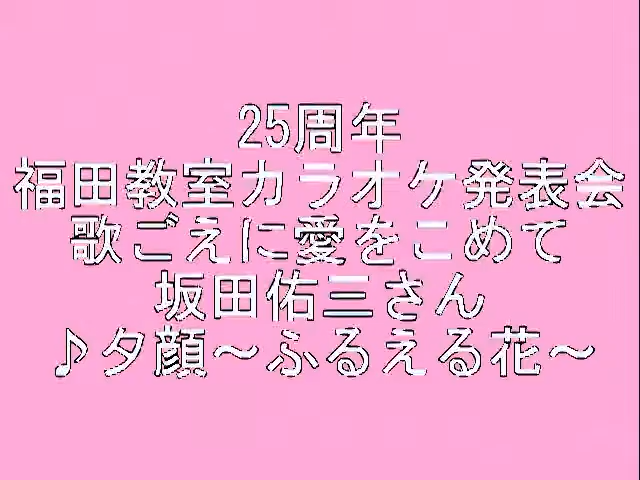 25周年
福田教室カラオケ発表会
歌ごえに愛をこめて
坂田佑三さん
♪夕顔～ふるえる花～